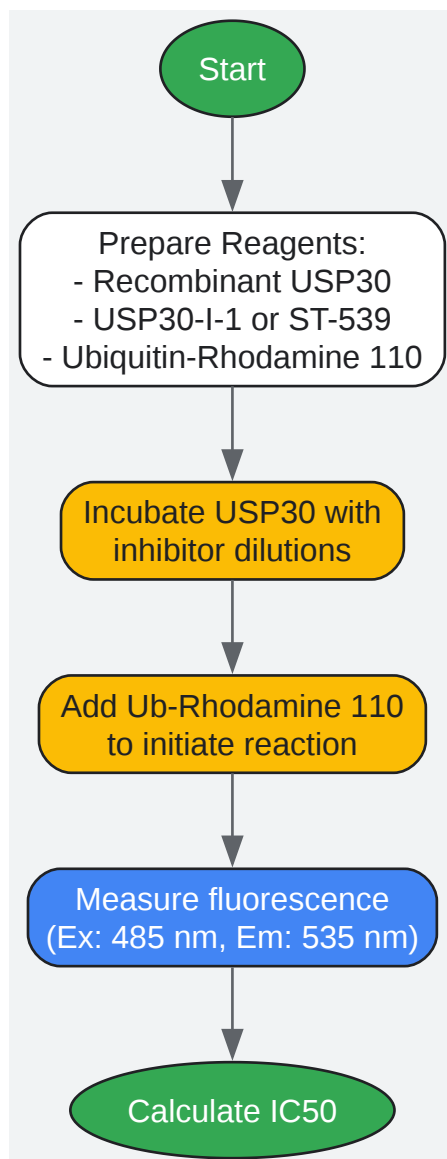 Start
Prepare Reagents:
- Recombinant USP30
- USP30-I-1 or ST-539
- Ubiquitin-Rhodamine 110
Incubate USP30 with
inhibitor dilutions
Add Ub-Rhodamine 110
to initiate reaction
Measure fluorescence
(Ex: 485 nm, Em: 535 nm)
Calculate IC50